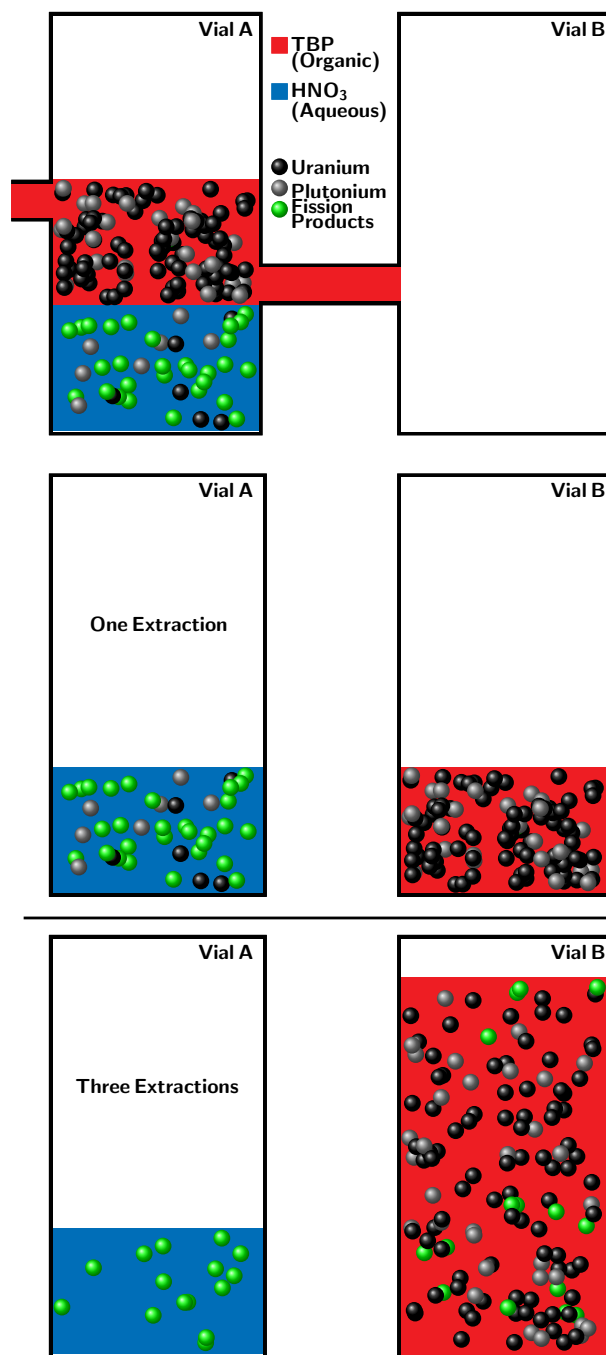 Vial A
Vial B
TBP
(Organic)
HNO₃
(Aqueous)
Uranium
Plutonium
Fission
Products
Vial A
Vial B
One Extraction
Vial A
Vial B
Three Extractions